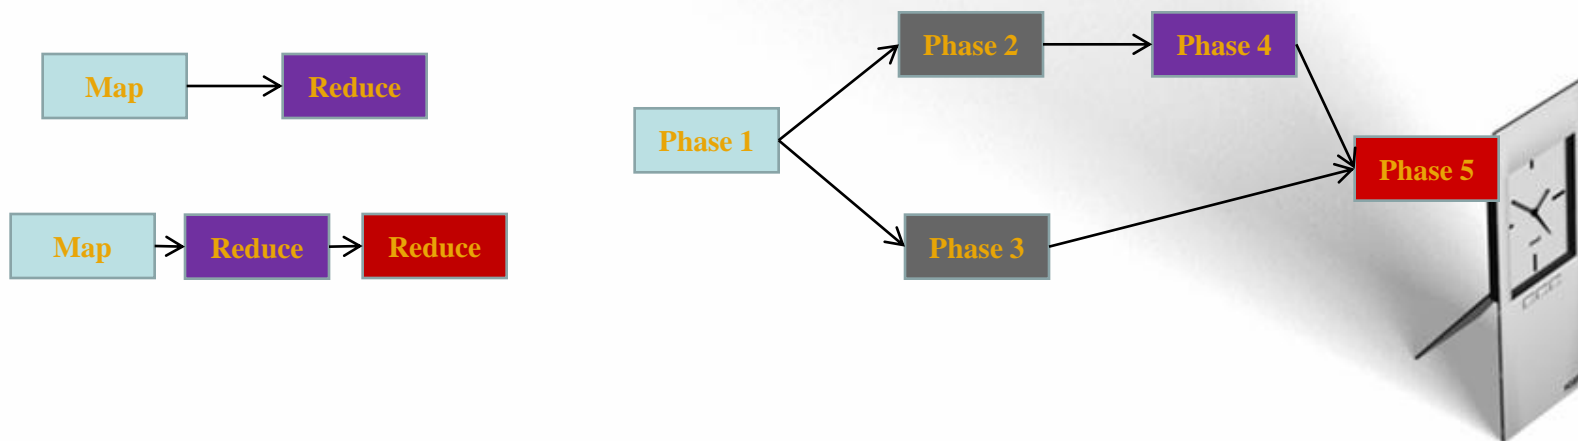 Map
Reduce
Map
Reduce
Reduce
Phase 1
Phase 2
Phase 4
Phase 3
Phase 5